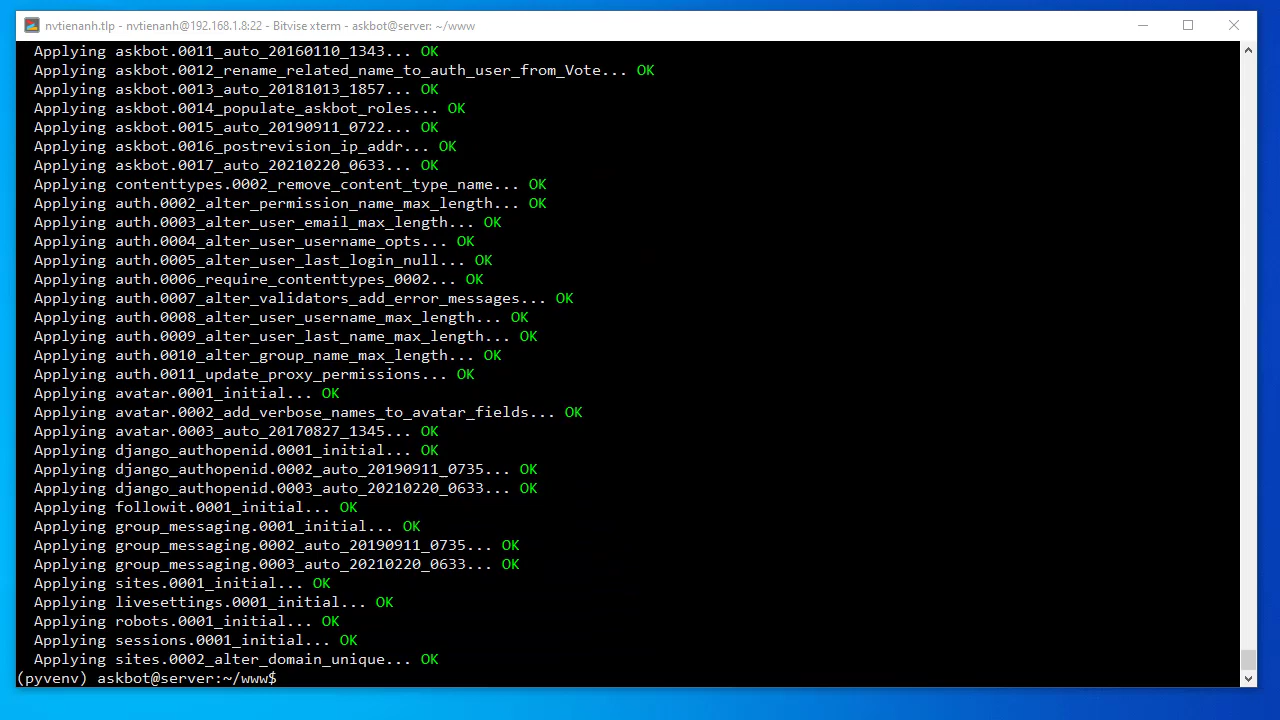 nvtienanh.tlp - nvtienanh@192.168.1.8:22 - Bitvise xterm - askbot@server: ~/www
Applying askbot.0011_auto_20160110_1343... OK
Applying askbot.0012_rename_related_name_to_auth_user_from_Vote... OK
Applying askbot.0013_auto_20181013_1857... OK
Applying askbot.0014_populate_askbot_roles... OK
Applying askbot.0015_auto_20190911_0722... OK
Applying askbot.0016_postrevision_ip_addr... OK
Applying askbot.0017_auto_20210220_0633... OK
Applying contenttypes.0002_remove_content_type_name... OK
Applying auth.0002_alter_permission_name_max_length... OK
Applying auth.0003_alter_user_email_max_length... OK
Applying auth.0004_alter_user_username_opts... OK
Applying auth.0005_alter_user_last_login_null... OK
Applying auth.0006_require_contenttypes_0002... OK
Applying auth.0007_alter_validators_add_error_messages... OK
Applying auth.0008_alter_user_username_max_length... OK
Applying auth.0009_alter_user_last_name_max_length... OK
Applying auth.0010_alter_group_name_max_length... OK
Applying auth.0011_update_proxy_permissions... OK
Applying avatar.0001_initial... OK
Applying avatar.0002_add_verbose_names_to_avatar_fields... OK
Applying avatar.0003_auto_20170827_1345... OK
Applying django_authopenid.0001_initial... OK
Applying django_authopenid.0002_auto_20190911_0735... OK
Applying django_authopenid.0003_auto_20210220_0633... OK
Applying followit.0001_initial... OK
Applying group_messaging.0001_initial... OK
Applying group_messaging.0002_auto_20190911_0735... OK
Applying group_messaging.0003_auto_20210220_0633... OK
Applying sites.0001_initial... OK
Applying livesettings.0001_initial... OK
Applying robots.0001_initial... OK
Applying sessions.0001_initial... OK
Applying sites.0002_alter_domain_unique... OK
(pyvenv) askbot@server:~/www$